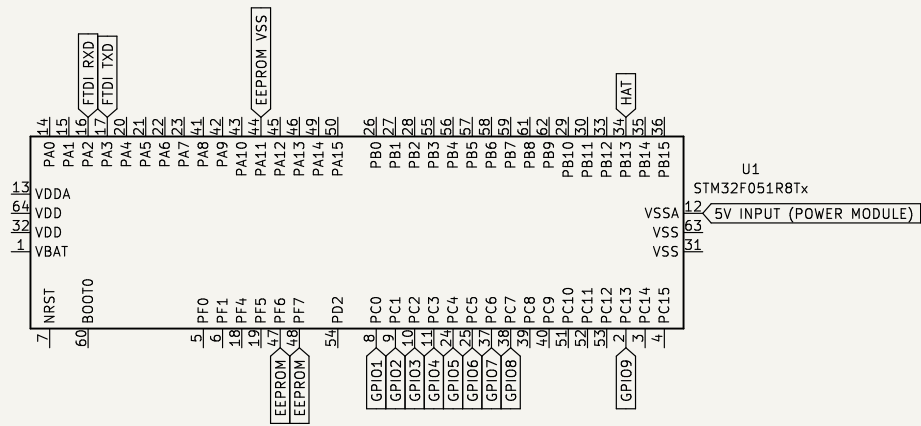 FTDI RXD
FTDI TXD
EEPROM VSS
HAT
14
15
16
17
20
21
22
23
41
42
43
44
45
46
49
50
26
27
28
55
56
57
58
59
61
62
29
30
33
34
35
36
PA0
PA1
PA2
PA3
PA4
PA5
PA6
PA7
PA8
PA9
PA10
PA11
PA12
PA13
PA14
PA15
PB0
PB1
PB2
PB3
PB4
PB5
PB6
PB7
PB8
PB9
PB10
PB11
PB12
PB13
PB14
PB15
U1
STM32F051R8Tx
13 VDDA
64 VDD
32 VDD
1 VBAT
VSSA 12 5V INPUT (POWER MODULE)
VSS 63
VSS 31
NRST
BOOT0
PF0
PF1
PF4
PF5
PF6
PF7
PD2
PC0
PC1
PC2
PC3
PC4
PC5
PC6
PC7
PC8
PC9
PC10
PC11
PC12
PC13
PC14
PC15
7
60
5
6
18
19
47
48
54
8
9
10
11
24
25
37
38
39
40
51
52
53
2
3
4
EEPROM
EEPROM
GPIO1
GPIO2
GPIO3
GPIO4
GPIO5
GPIO6
GPIO7
GPIO8
GPIO9